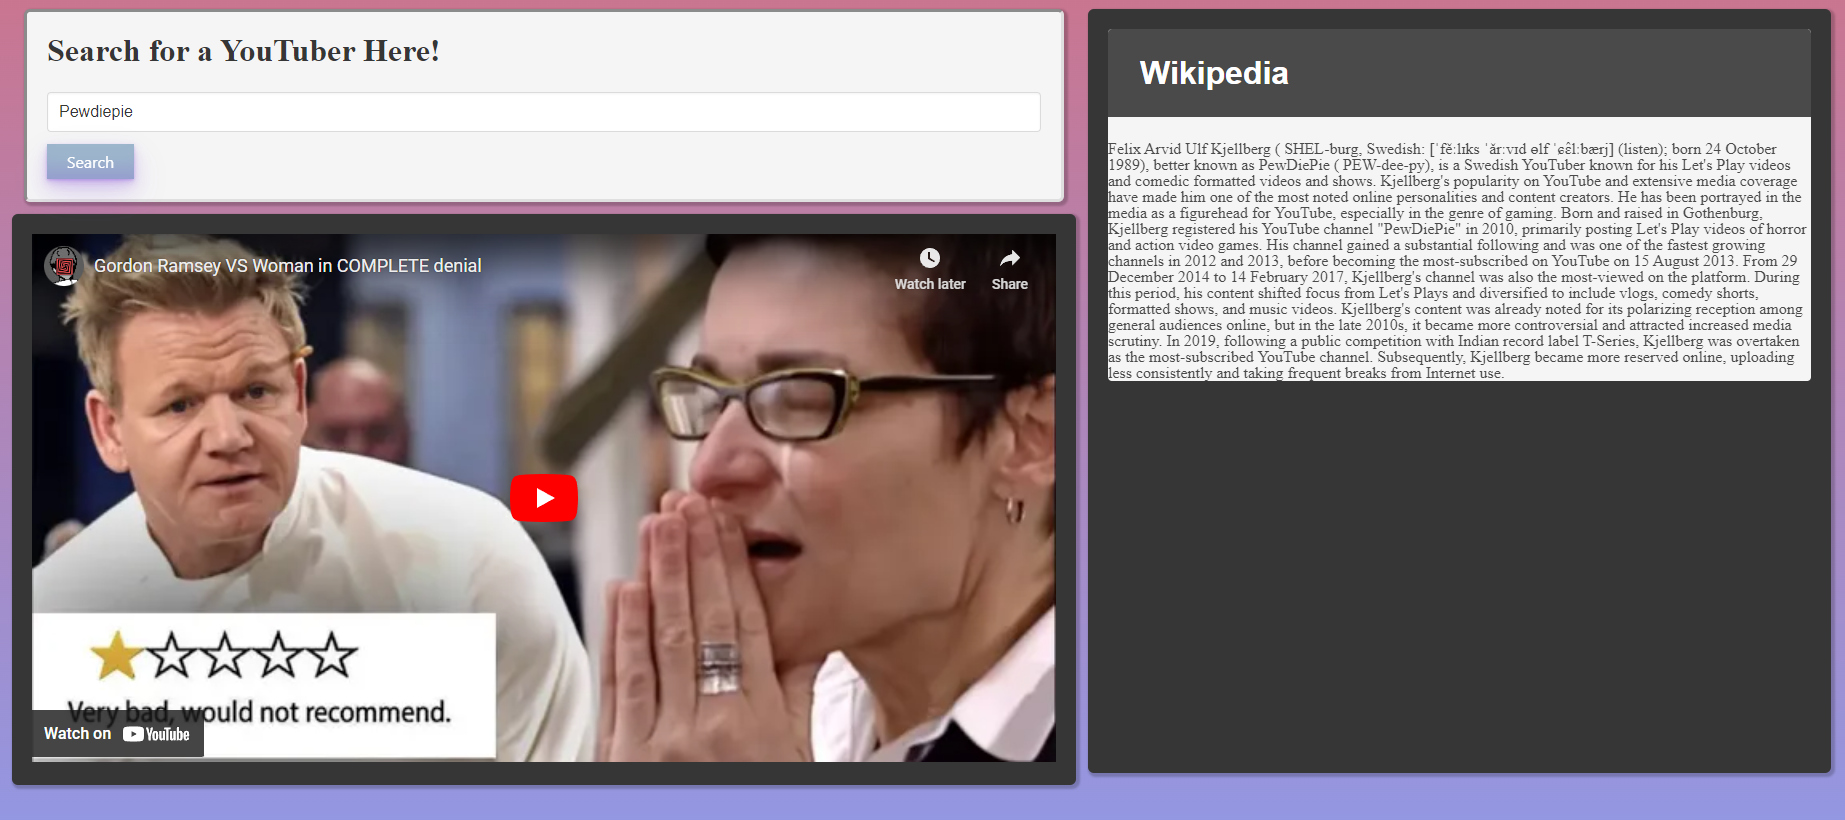 Search for a YouTuber Here!
Pewdiepie
Search
Gordon Ramsey VS Woman in COMPLETE denial
Watch later
Share
Very bad, would not recommend.
Watch on YouTube
Wikipedia
Felix Arvid Ulf Kjellberg ( SHEL-burg, Swedish: [ˈfěːlɪks ˈǎrːvɪd ɵlf ˈɕêlːbærj] (listen); born 24 October
1989), better known as PewDiePie ( PEW-dee-py), is a Swedish YouTuber known for his Let's Play videos
and comedic formatted videos and shows. Kjellberg's popularity on YouTube and extensive media coverage
have made him one of the most noted online personalities and content creators. He has been portrayed in the
media as a figurehead for YouTube, especially in the genre of gaming. Born and raised in Gothenburg,
Kjellberg registered his YouTube channel "PewDiePie" in 2010, primarily posting Let's Play videos of horror
and action video games. His channel gained a substantial following and was one of the fastest growing
channels in 2012 and 2013, before becoming the most-subscribed on YouTube on 15 August 2013. From 29
December 2014 to 14 February 2017, Kjellberg's channel was also the most-viewed on the platform. During
this period, his content shifted focus from Let's Plays and diversified to include vlogs, comedy shorts,
formatted shows, and music videos. Kjellberg's content was already noted for its polarizing reception among
general audiences online, but in the late 2010s, it became more controversial and attracted increased media
scrutiny. In 2019, following a public competition with Indian record label T-Series, Kjellberg was overtaken
as the most-subscribed YouTube channel. Subsequently, Kjellberg became more reserved online, uploading
less consistently and taking frequent breaks from Internet use.